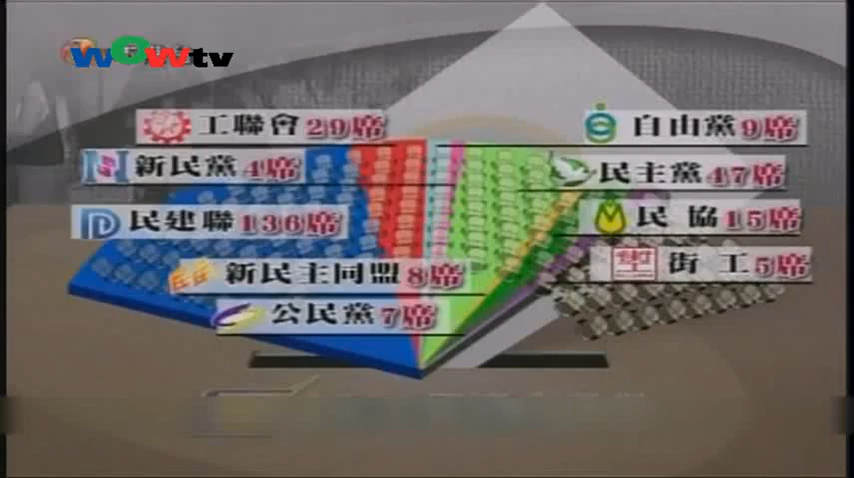 wowtv
工聯會29席
自由黨9席
新民黨4席
民主黨47席
民建聯136席
民協15席
街工5席
新民主同盟8席
公民黨7席